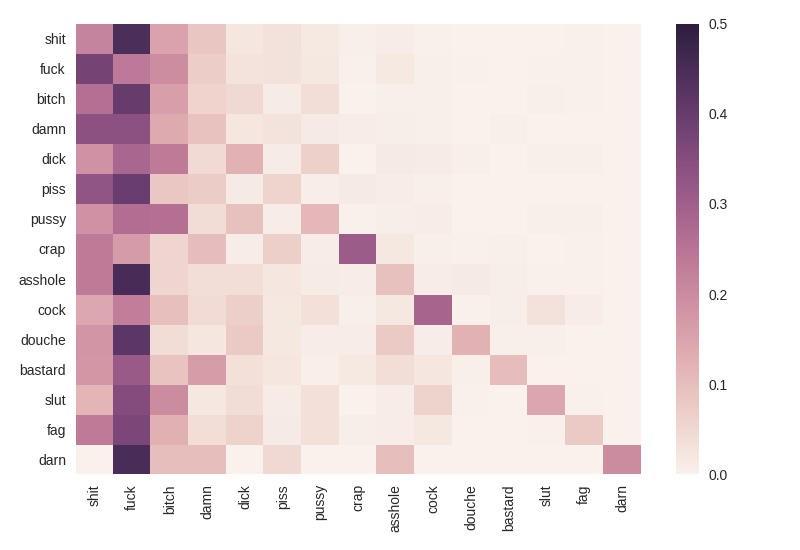 shit
fuck
bitch
damn
dick
piss
pussy
crap
asshole
cock
douche
bastard
slut
fag
darn
shit
fuck
bitch
damn
dick
piss
pussy
crap
asshole
cock
douche
bastard
slut
fag
darn
0.5
0.4
0.3
0.2
0.1
0.0